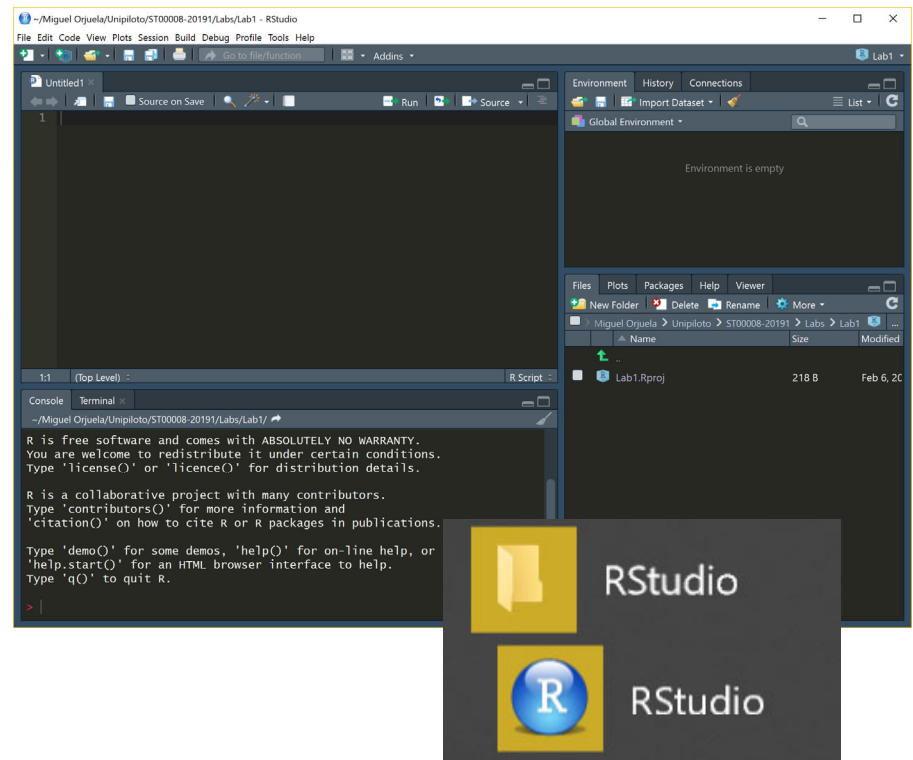 ~/Miguel Orjuela/Unipiloto/ST00008-20191/Labs/Lab1 - RStudio
File Edit Code View Plots Session Build Debug Profile Tools Help
Go to file/function Addins Lab1
Untitled1
Source on Save Run Source
1
1:1 (Top Level) R Script
Console Terminal
~/Miguel Orjuela/Unipiloto/ST00008-20191/Labs/Lab1/
R is free software and comes with ABSOLUTELY NO WARRANTY.
You are welcome to redistribute it under certain conditions.
Type 'license()' or 'licence()' for distribution details.
R is a collaborative project with many contributors.
Type 'contributors()' for more information and
'citation()' on how to cite R or R packages in publications.
Type 'demo()' for some demos, 'help()' for on-line help, or
'help.start()' for an HTML browser interface to help.
Type 'q()' to quit R.
>
Environment History Connections
Import Dataset List
Global Environment
Environment is empty
Files Plots Packages Help Viewer
New Folder Delete Rename More
Miguel Orjuela > Unipiloto > ST00008-20191 > Labs > Lab1 ...
Name Size Modified
..
Lab1.Rproj 218 B Feb 6, 20
RStudio
R RStudio